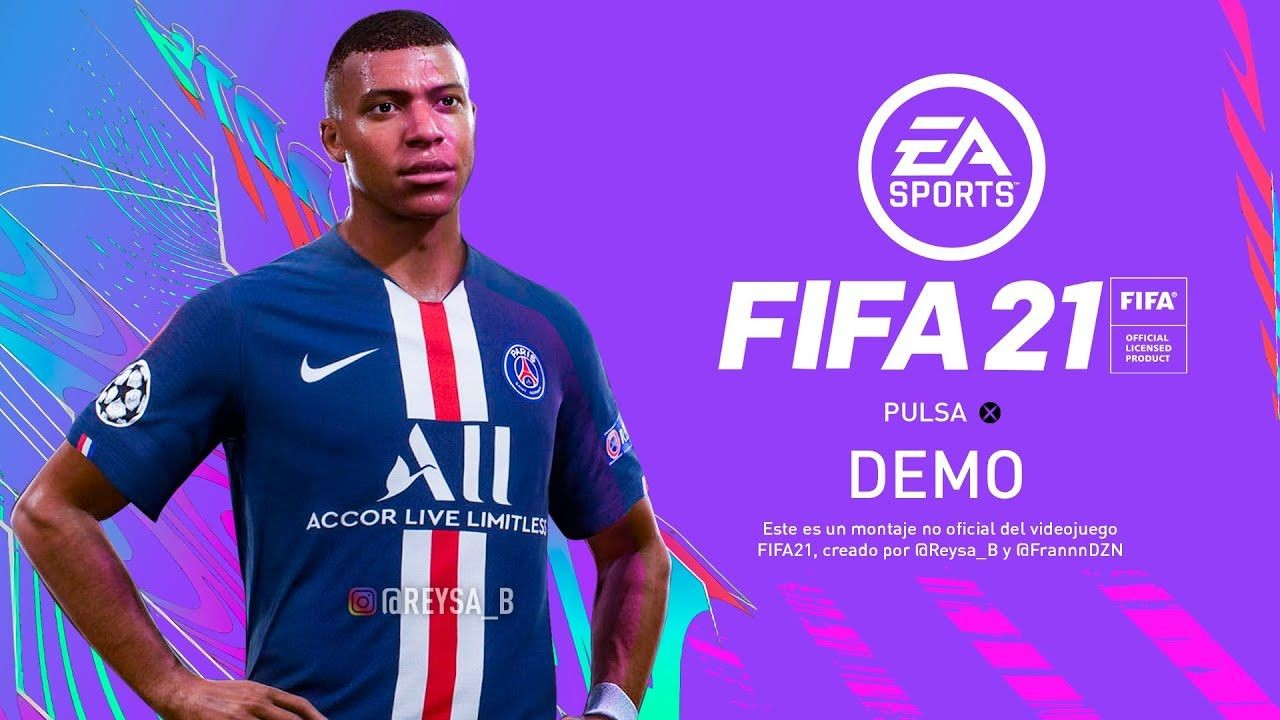 EA
SPORTS™
FIFA 21
FIFA®
OFFICIAL
LICENSED
PRODUCT
PULSA
DEMO
Este es un montaje no oficial del videojuego
FIFA21, creado por @Reysa_B y @FrannnDZN
PARIS
All
ACCOR LIVE LIMITLESS
@REYSA_B